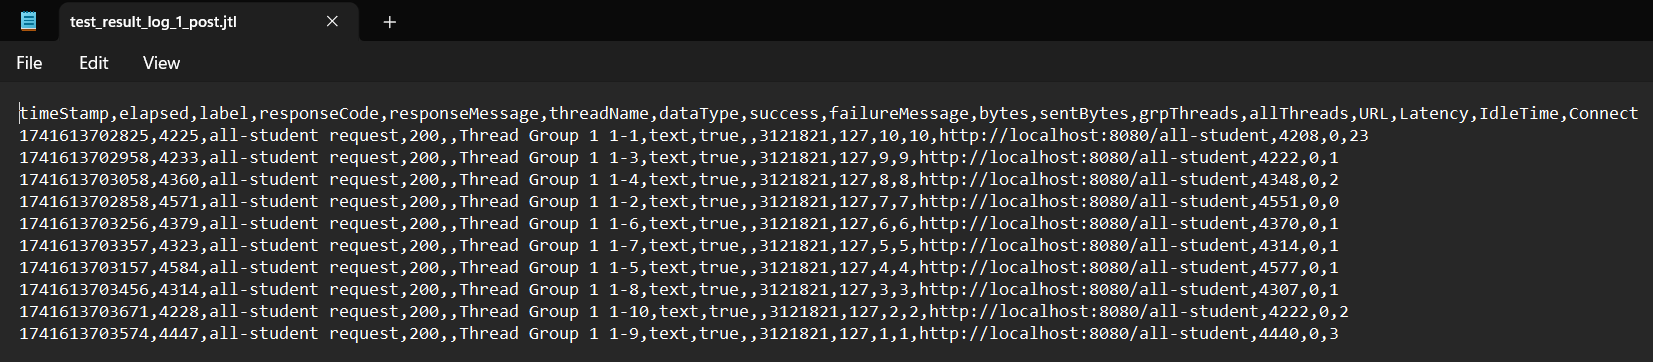 test_result_log_1_post.jtl
File Edit View
timeStamp,elapsed,label,responseCode,responseMessage,threadName,dataType,success,failureMessage,bytes,sentBytes,grpThreads,allThreads,URL,Latency,IdleTime,Connect
1741613702825,4225,all-student request,200,,Thread Group 1 1-1,text,true,,3121821,127,10,10,http://localhost:8080/all-student,4208,0,23
1741613702958,4233,all-student request,200,,Thread Group 1 1-3,text,true,,3121821,127,9,9,http://localhost:8080/all-student,4222,0,1
1741613703058,4360,all-student request,200,,Thread Group 1 1-4,text,true,,3121821,127,8,8,http://localhost:8080/all-student,4348,0,2
1741613702858,4571,all-student request,200,,Thread Group 1 1-2,text,true,,3121821,127,7,7,http://localhost:8080/all-student,4551,0,0
1741613703256,4379,all-student request,200,,Thread Group 1 1-6,text,true,,3121821,127,6,6,http://localhost:8080/all-student,4370,0,1
1741613703357,4323,all-student request,200,,Thread Group 1 1-7,text,true,,3121821,127,5,5,http://localhost:8080/all-student,4314,0,1
1741613703157,4584,all-student request,200,,Thread Group 1 1-5,text,true,,3121821,127,4,4,http://localhost:8080/all-student,4577,0,1
1741613703456,4314,all-student request,200,,Thread Group 1 1-8,text,true,,3121821,127,3,3,http://localhost:8080/all-student,4307,0,1
1741613703671,4228,all-student request,200,,Thread Group 1 1-10,text,true,,3121821,127,2,2,http://localhost:8080/all-student,4222,0,2
1741613703574,4447,all-student request,200,,Thread Group 1 1-9,text,true,,3121821,127,1,1,http://localhost:8080/all-student,4440,0,3